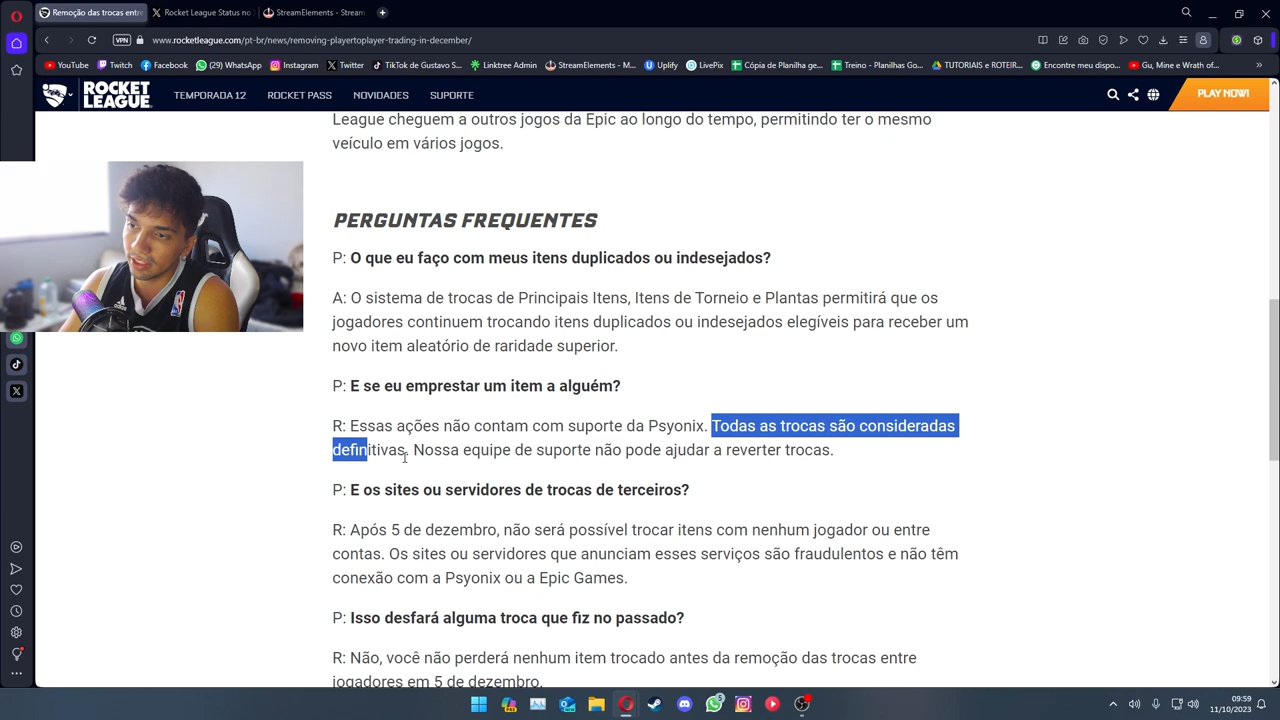 Remoção das trocas entr
Rocket League Status no
StreamElements - Stream
VPN
www.rocketleague.com/pt-br/news/removing-playertoplayer-trading-in-december/
YouTube
Twitch
Facebook
(29) WhatsApp
Instagram
Twitter
TikTok de Gustavo S...
Linktree Admin
StreamElements - M...
Uplify
LivePix
Cópia de Planilha ge...
Treino - Planilhas Go...
TUTORIAIS e ROTEIR...
Encontre meu dispo...
Gu, Mine e Wrath of...
ROCKET LEAGUE
TEMPORADA 12
ROCKET PASS
NOVIDADES
SUPORTE
PLAY NOW!
League cheguem a outros jogos da Epic ao longo do tempo, permitindo ter o mesmo
veículo em vários jogos.
PERGUNTAS FREQUENTES
P: O que eu faço com meus itens duplicados ou indesejados?
A: O sistema de trocas de Principais Itens, Itens de Torneio e Plantas permitirá que os
jogadores continuem trocando itens duplicados ou indesejados elegíveis para receber um
novo item aleatório de raridade superior.
P: E se eu emprestar um item a alguém?
R: Essas ações não contam com suporte da Psyonix. Todas as trocas são consideradas
definitivas. Nossa equipe de suporte não pode ajudar a reverter trocas.
P: E os sites ou servidores de trocas de terceiros?
R: Após 5 de dezembro, não será possível trocar itens com nenhum jogador ou entre
contas. Os sites ou servidores que anunciam esses serviços são fraudulentos e não têm
conexão com a Psyonix ou a Epic Games.
P: Isso desfará alguma troca que fiz no passado?
R: Não, você não perderá nenhum item trocado antes da remoção das trocas entre
jogadores em 5 de dezembro.
09:59
11/10/2023